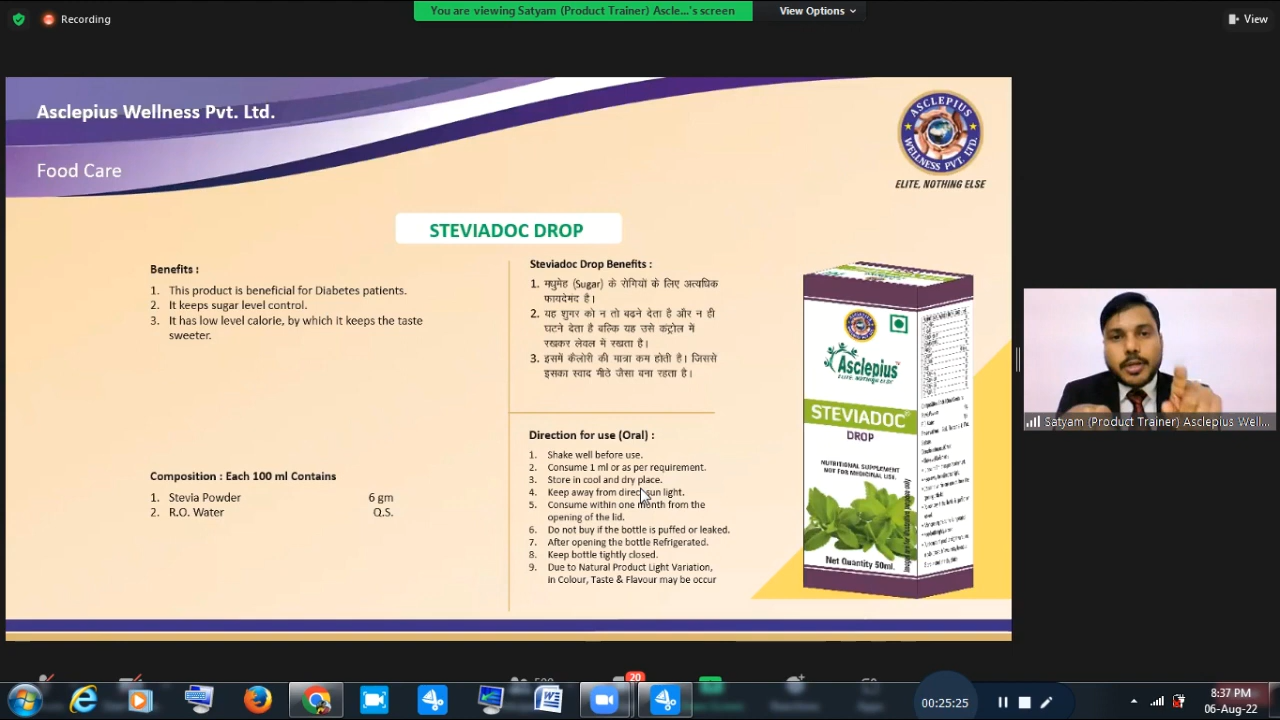 Recording
You are viewing Satyam (Product Trainer) Ascle...'s screen
View Options
View
Asclepius Wellness Pvt. Ltd.
Food Care
ASCLEPIUS
WELLNESS PVT. LTD.
ELITE, NOTHING ELSE
STEVIADOC DROP
Benefits :
1. This product is beneficial for Diabetes patients.
2. It keeps sugar level control.
3. It has low level calorie, by which it keeps the taste
sweeter.
Composition : Each 100 ml Contains
1. Stevia Powder 6 gm
2. R.O. Water Q.S.
Steviadoc Drop Benefits :
1. मधुमेह (Sugar) के रोगियों के लिए अत्यधिक
फायदेमंद है।
2. यह शुगर को न तो बढने देता है और न ही
घटने देता है बल्कि यह उसे कंट्रोल में
रखकर लेवल मे रखता है।
3. इसमें कैलोरी की मात्रा कम होती है। जिससे
इसका स्वाद मीठे जैसा बना रहता है।
Direction for use (Oral) :
1. Shake well before use.
2. Consume 1 ml or as per requirement.
3. Store in cool and dry place.
4. Keep away from direct sun light.
5. Consume within one month from the
opening of the lid.
6. Do not buy if the bottle is puffed or leaked.
7. After opening the bottle Refrigerated.
8. Keep bottle tightly closed.
9. Due to Natural Product Light Variation,
in Colour, Taste & Flavour may be occur
Asclepius
ELITE, NOTHING ELSE
STEVIADOC
DROP
NUTRITIONAL SUPPLEMENT
NOT FOR MEDICINAL USE.
Net Quantity 50ml.
Satyam (Product Trainer) Asclepius Well...
20
00:25:25
8:37 PM
06-Aug-22